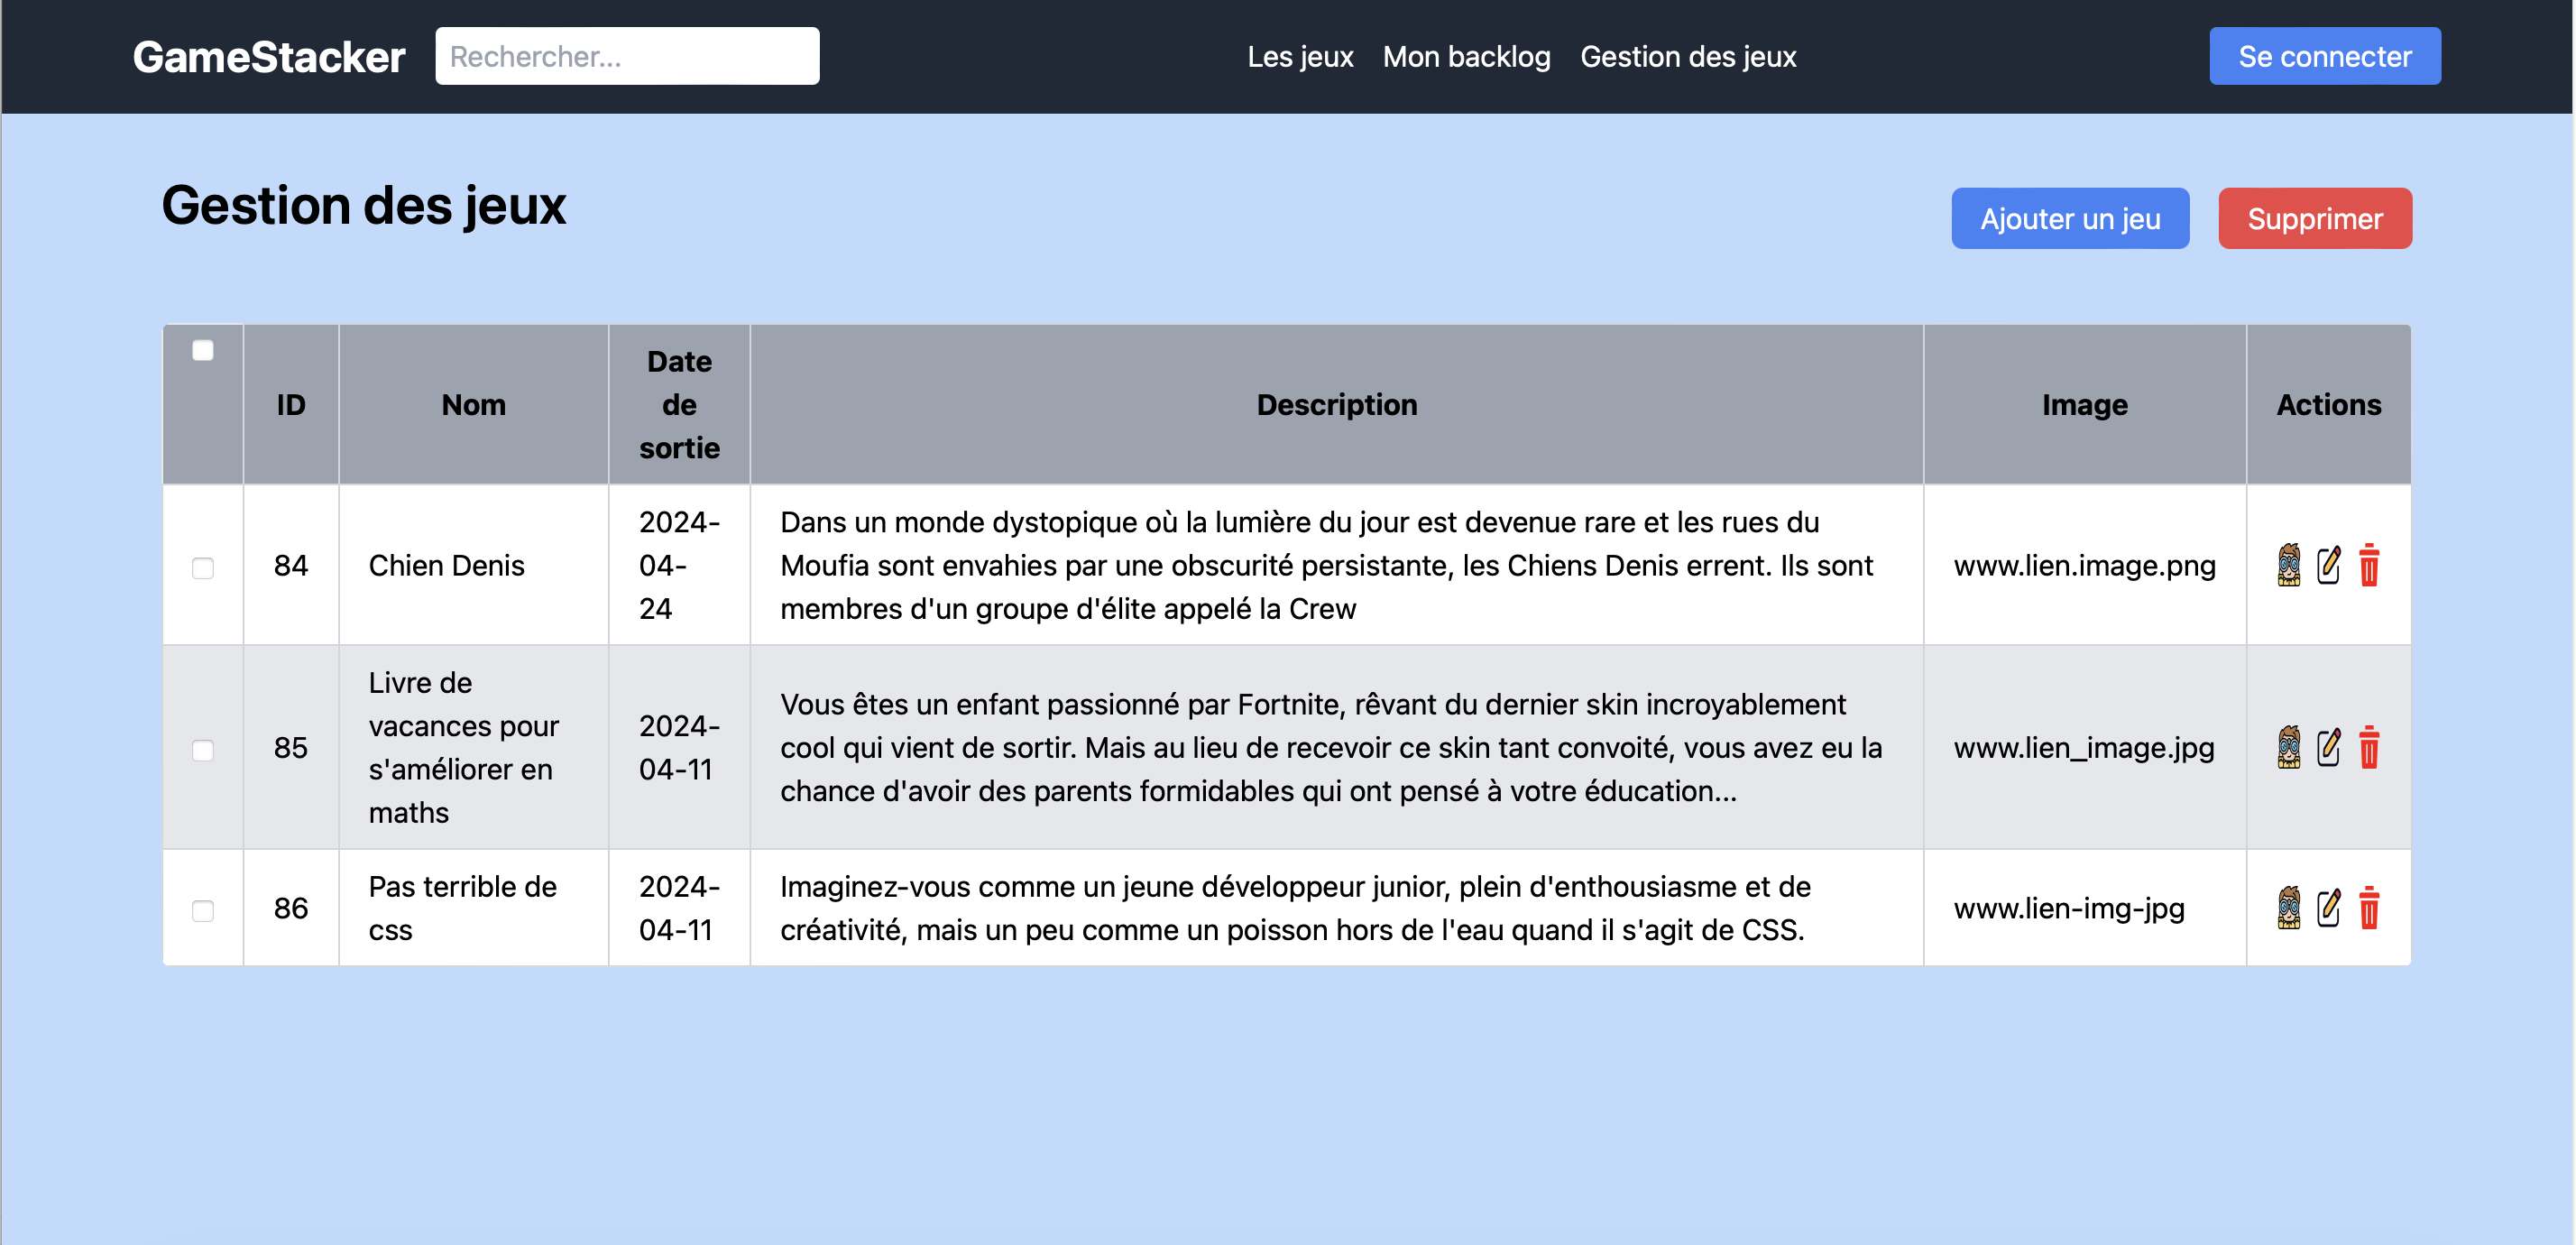 GameStacker
Rechercher...
Les jeux
Mon backlog
Gestion des jeux
Se connecter
Gestion des jeux
Ajouter un jeu
Supprimer
ID
Nom
Date
de
sortie
Description
Image
Actions
84
Chien Denis
2024-
04-
24
Dans un monde dystopique où la lumière du jour est devenue rare et les rues du
Moufia sont envahies par une obscurité persistante, les Chiens Denis errent. Ils sont
membres d'un groupe d'élite appelé la Crew
www.lien.image.png
85
Livre de
vacances pour
s'améliorer en
maths
2024-
04-11
Vous êtes un enfant passionné par Fortnite, rêvant du dernier skin incroyablement
cool qui vient de sortir. Mais au lieu de recevoir ce skin tant convoité, vous avez eu la
chance d'avoir des parents formidables qui ont pensé à votre éducation...
www.lien_image.jpg
86
Pas terrible de
css
2024-
04-11
Imaginez-vous comme un jeune développeur junior, plein d'enthousiasme et de
créativité, mais un peu comme un poisson hors de l'eau quand il s'agit de CSS.
www.lien-img-jpg